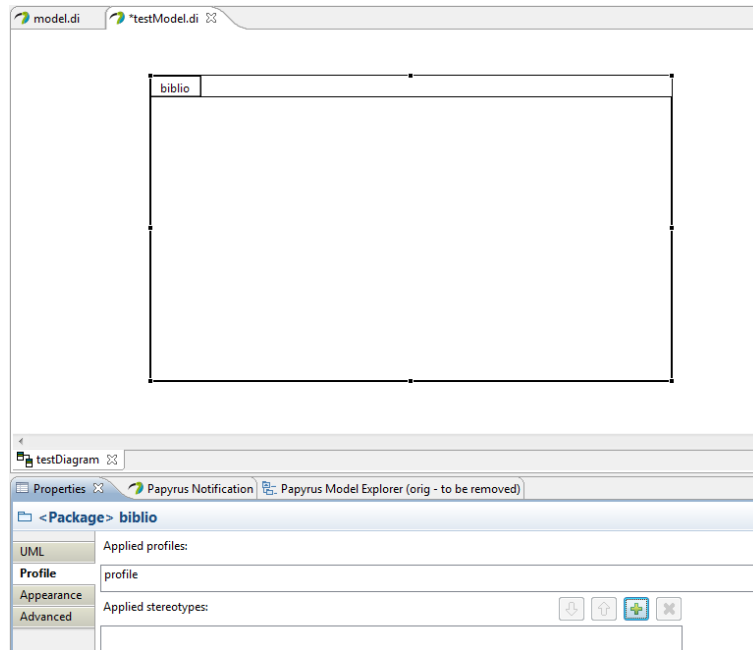 model.di *testModel.di
biblio
testDiagram
Properties Papyrus Notification Papyrus Model Explorer (orig - to be removed)
<Package> biblio
UML
Applied profiles:
Profile
profile
Appearance
Applied stereotypes:
Advanced